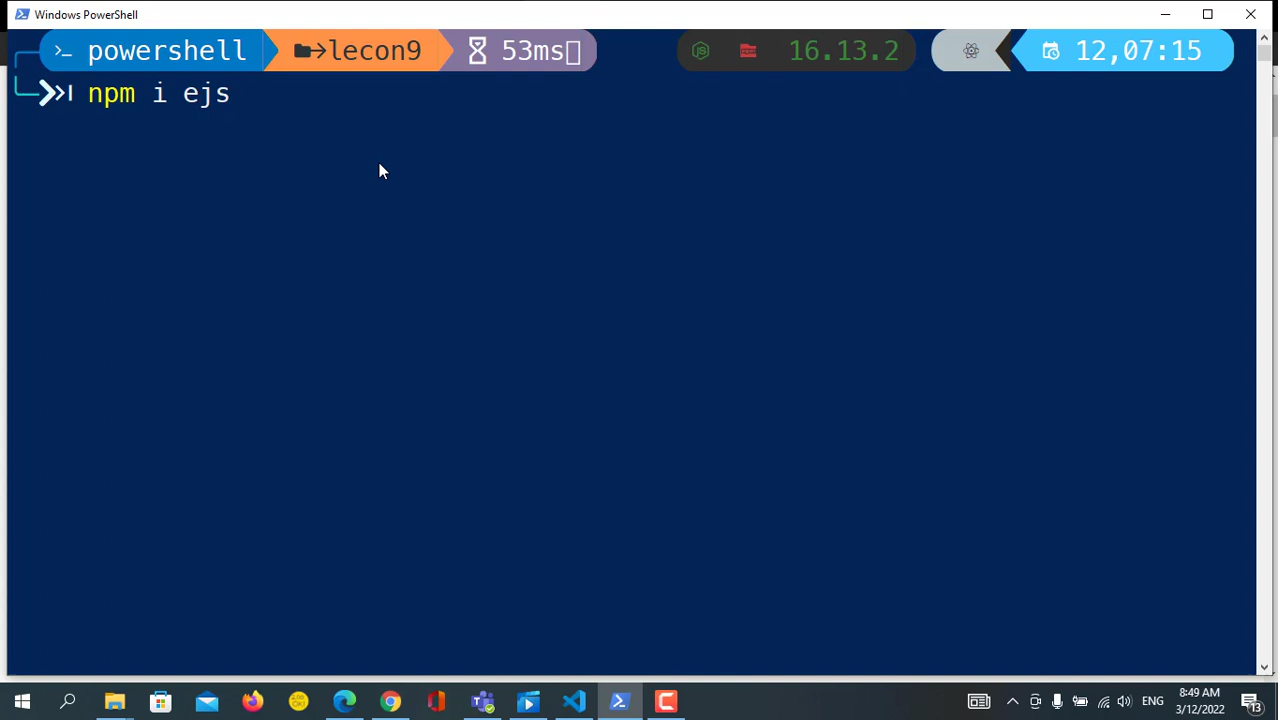 Windows PowerShell
powershell lecon9 53ms 16.13.2 12,07:15
npm i ejs
ENG
8:49 AM
3/12/2022
13